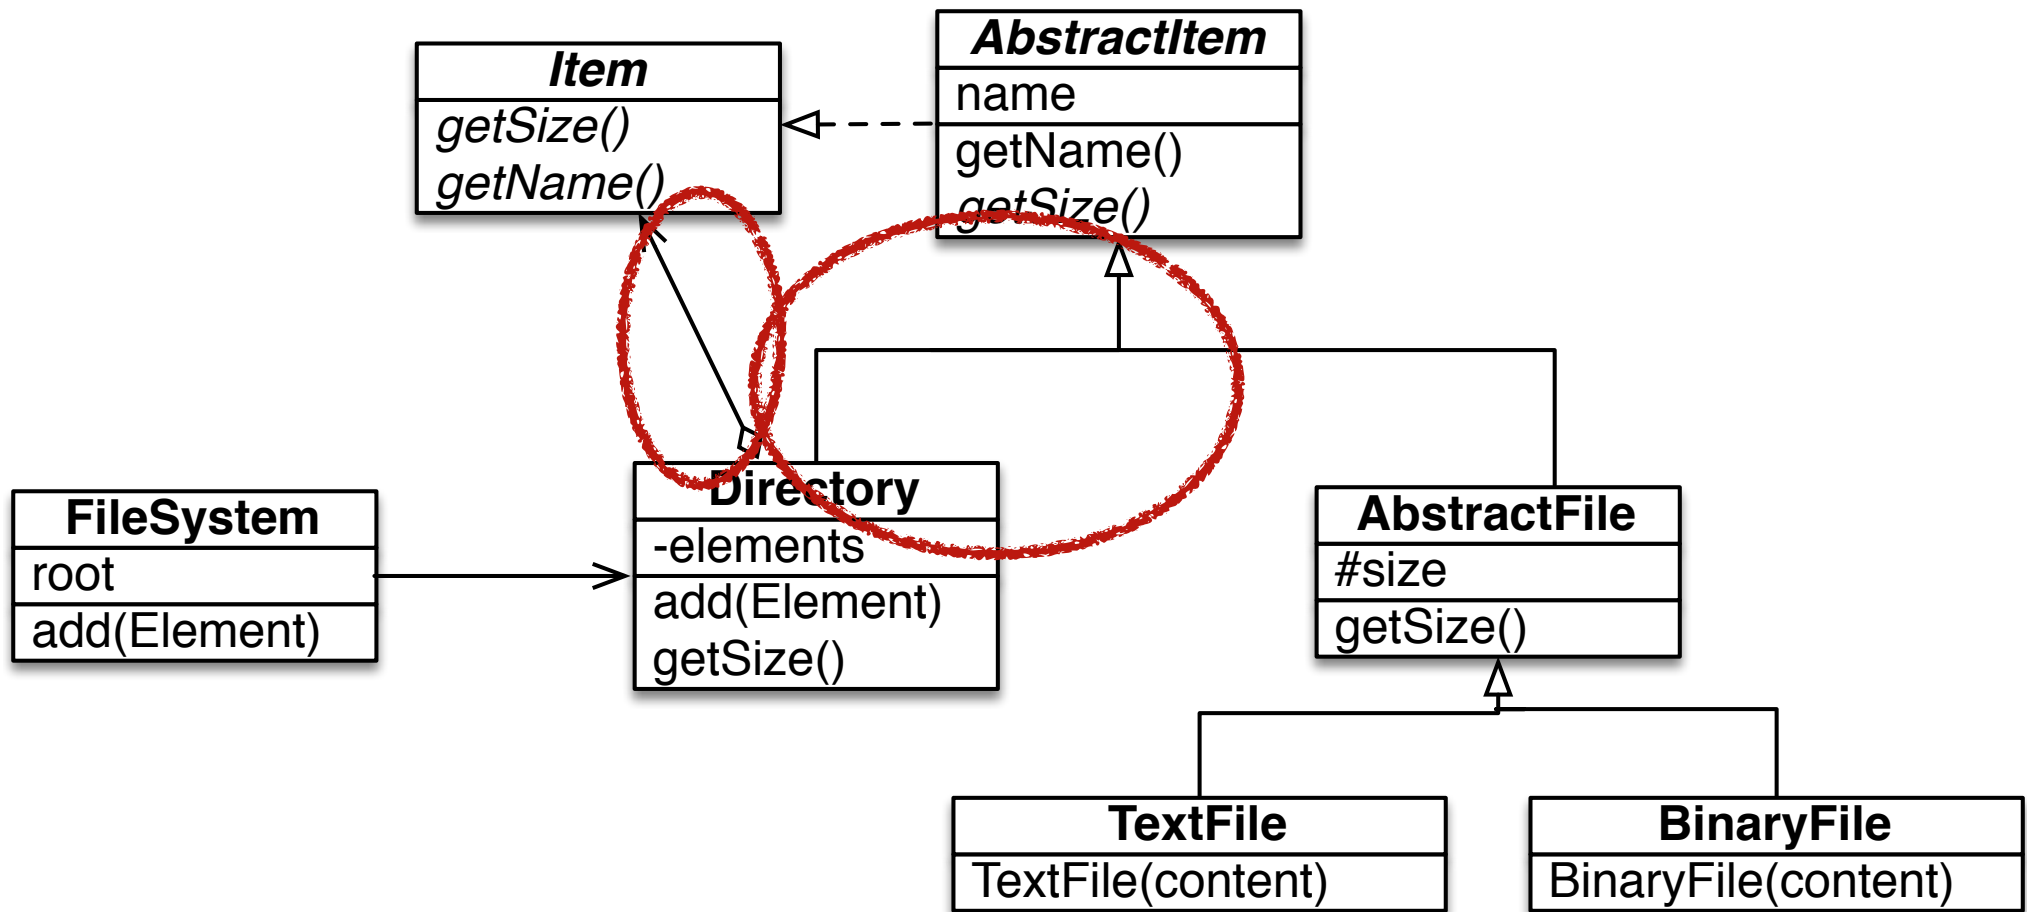 Item
getSize()
getName()
AbstractItem
name
getName()
getSize()
FileSystem
root
add(Element)
Directory
-elements
add(Element)
getSize()
AbstractFile
#size
getSize()
TextFile
TextFile(content)
BinaryFile
BinaryFile(content)